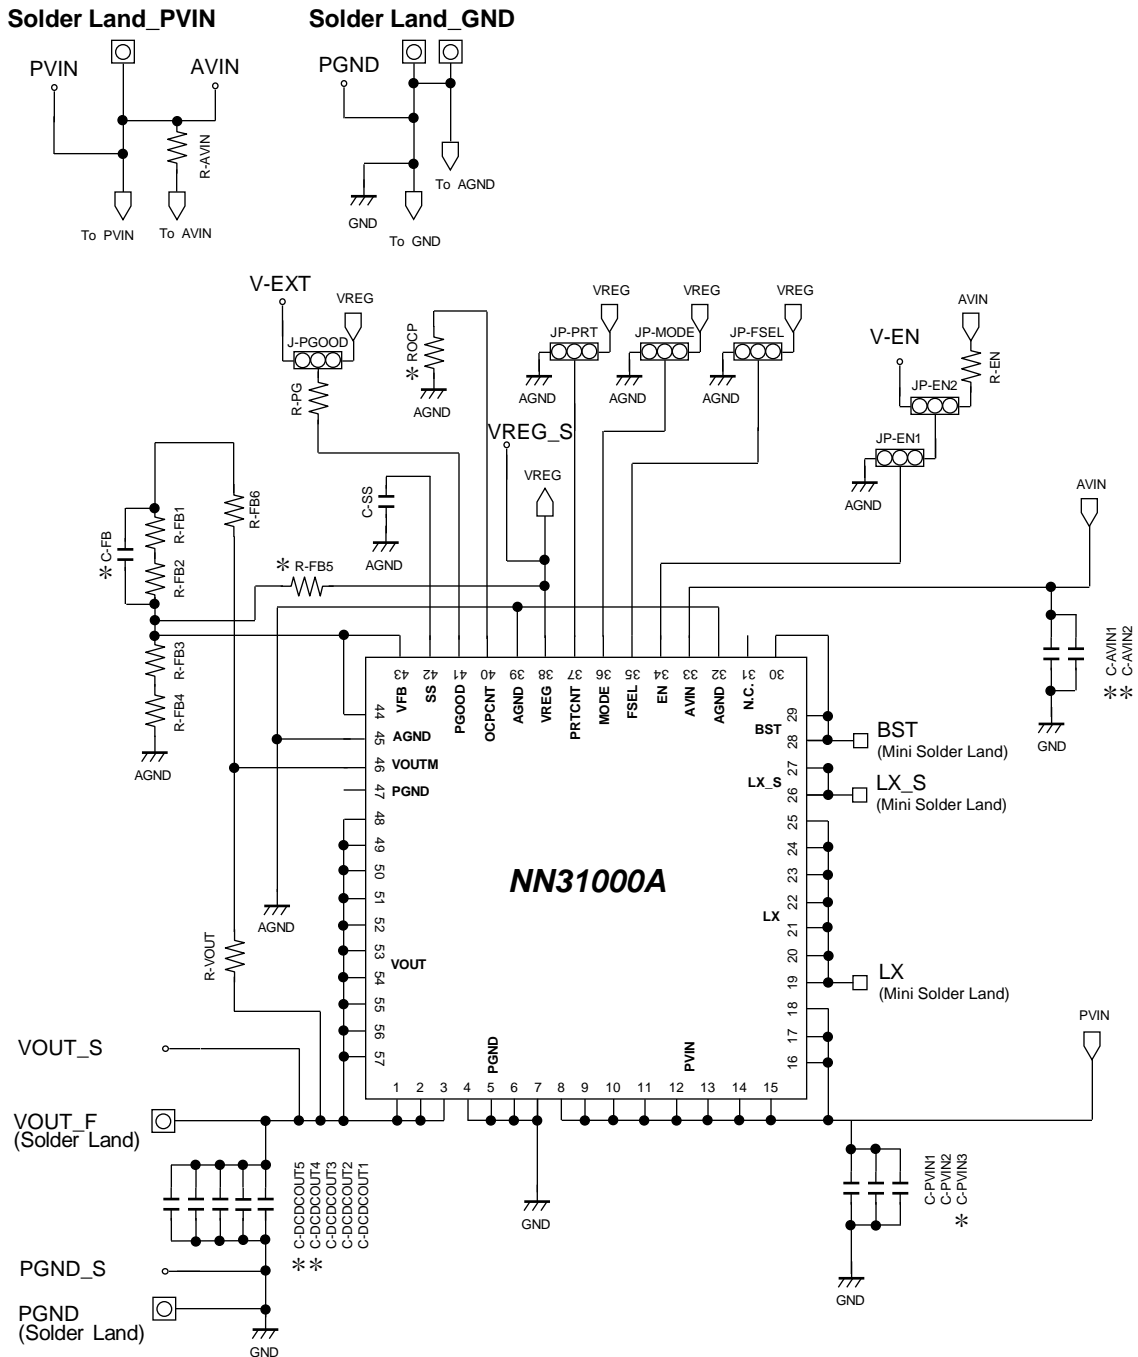 Solder Land_PVIN
Solder Land_GND
PVIN
AVIN
PGND
R-AVIN
To PVIN
To AVIN
GND
To AGND
To GND
V-EXT
VREG
J-PGOOD
R-PG
* ROCP
AGND
VREG_S
VREG
JP-PRT
VREG
AGND
JP-MODE
VREG
AGND
JP-FSEL
VREG
AGND
V-EN
AVIN
R-EN
JP-EN2
JP-EN1
AGND
AVIN
* C-AVIN1
* C-AVIN2
GND
C-SS
AGND
R-FB6
* C-FB
R-FB1
R-FB2
* R-FB5
R-FB3
R-FB4
AGND
43 42 41 40 39 38 37 36 35 34 33 32 31 30
VFB
SS
PGOOD
OCPCNT
AGND
VREG
PRTCNT
MODE
FSEL
EN
AVIN
AGND
N.C.
44
45 AGND
46 VOUTM
47 PGND
48
49
50
51
52
53
VOUT
54
55
56
57
29
BST
28
27
LX_S
26
25
24
23
22
LX
21
20
19
18
17
16
BST
(Mini Solder Land)
LX_S
(Mini Solder Land)
LX
(Mini Solder Land)
NN31000A
AGND
R-VOUT
PGND
PVIN
1 2 3 4 5 6 7 8 9 10 11 12 13 14 15
PVIN
VOUT_S
VOUT_F
(Solder Land)
* C-DCDCOUT5
* C-DCDCOUT4
C-DCDCOUT3
C-DCDCOUT2
C-DCDCOUT1
GND
C-PVIN1
C-PVIN2
* C-PVIN3
GND
PGND_S
PGND
(Solder Land)
GND